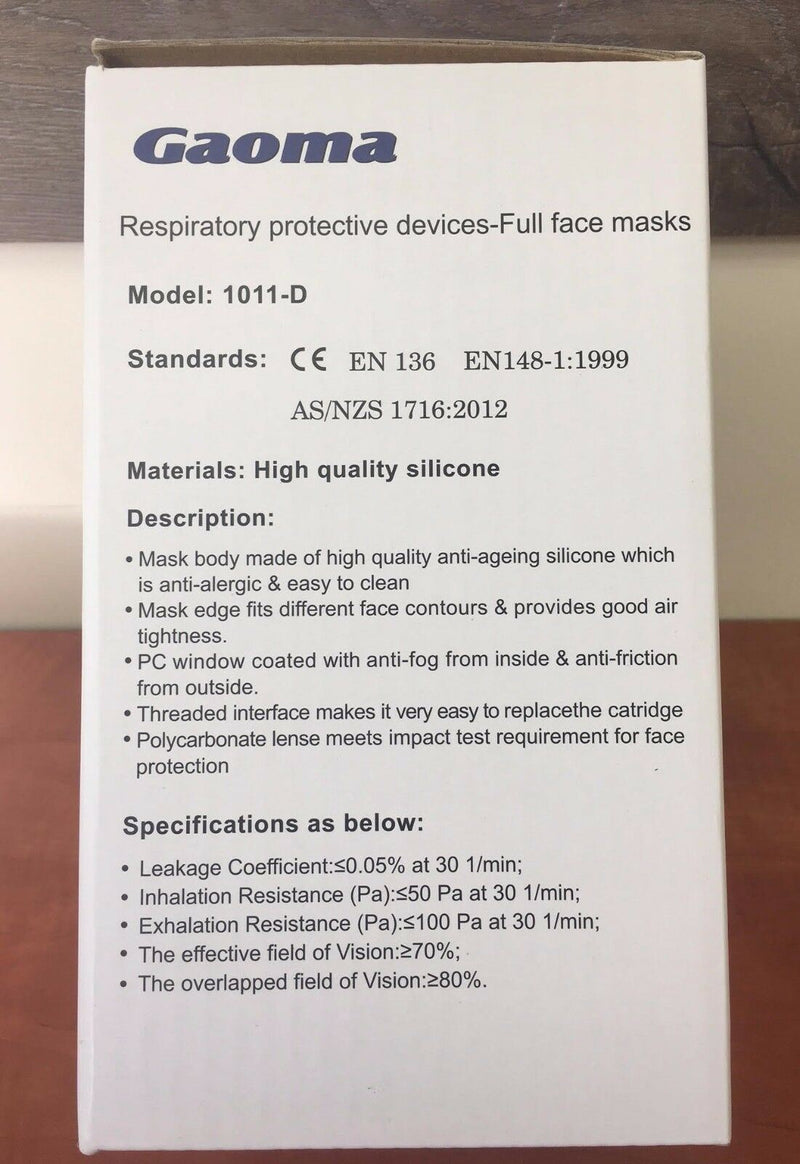 Gaoma
Respiratory protective devices-Full face masks
Model: 1011-D
Standards: CE EN 136 EN148-1:1999
AS/NZS 1716:2012
Materials: High quality silicone
Description:
• Mask body made of high quality anti-ageing silicone which
is anti-alergic & easy to clean
• Mask edge fits different face contours & provides good air
tightness.
• PC window coated with anti-fog from inside & anti-friction
from outside.
• Threaded interface makes it very easy to replacethe catridge
• Polycarbonate lense meets impact test requirement for face
protection
Specifications as below:
• Leakage Coefficient:≤0.05% at 30 1/min;
• Inhalation Resistance (Pa):≤50 Pa at 30 1/min;
• Exhalation Resistance (Pa):≤100 Pa at 30 1/min;
• The effective field of Vision:≥70%;
• The overlapped field of Vision:≥80%.